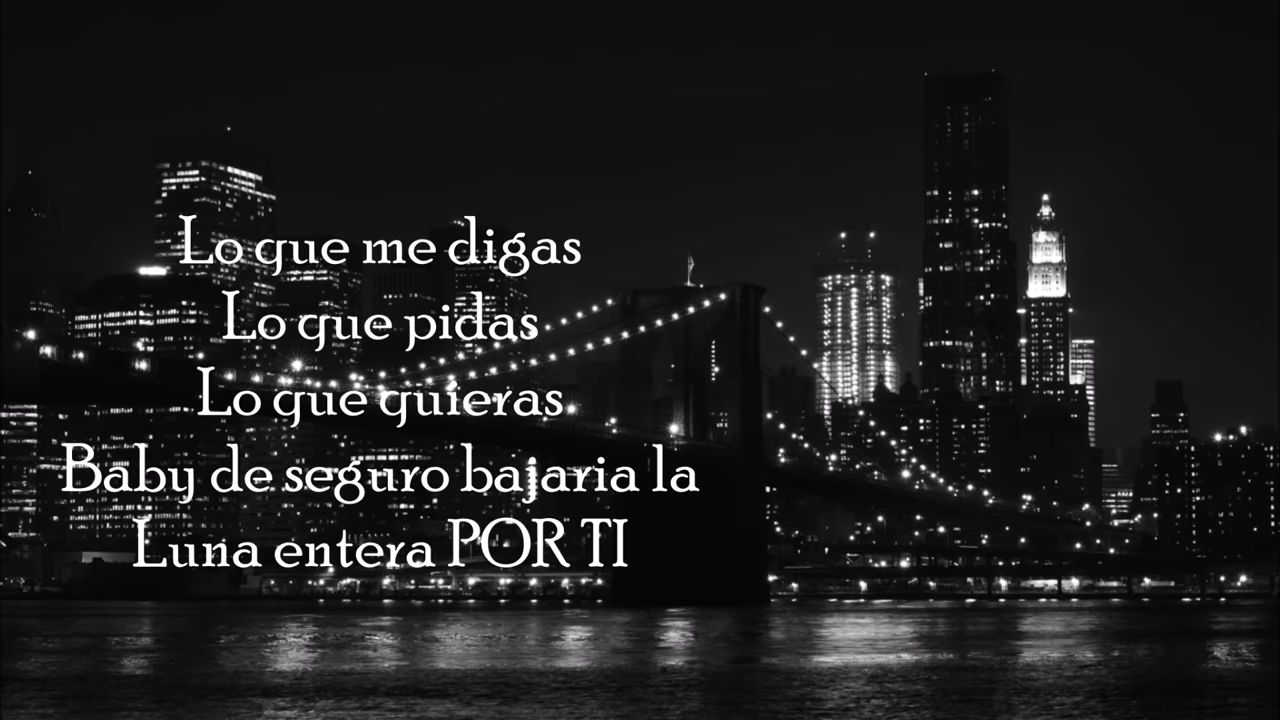 Lo que me digas
Lo que pidas
Lo que quieras
Baby de seguro bajaria la
Luna entera POR TI